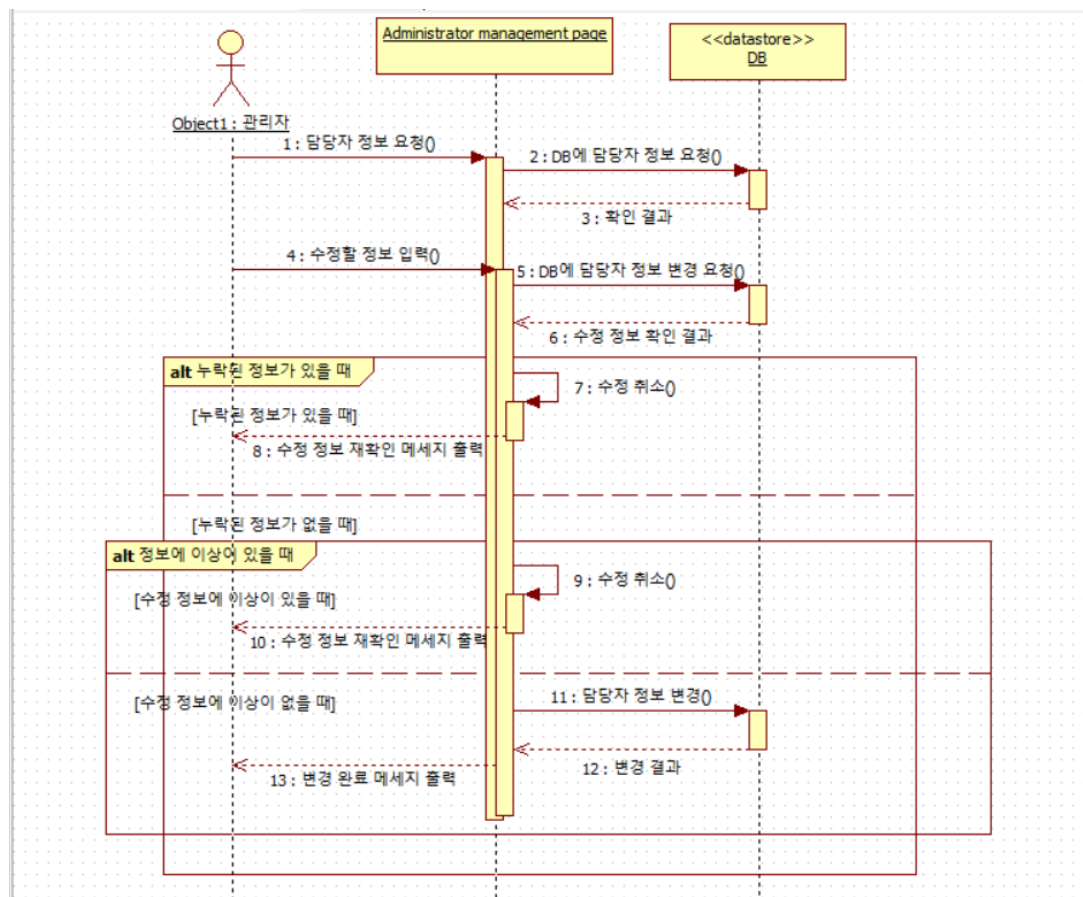 Administrator management page
<<datastore>>
DB
Object1 : 관리자
1 : 담당자 정보 요청()
2 : DB에 담당자 정보 요청()
3 : 확인 결과
4 : 수정할 정보 입력()
5 : DB에 담당자 정보 변경 요청()
6 : 수정 정보 확인 결과
alt 누락된 정보가 있을 때
7 : 수정 취소()
[누락된 정보가 있을 때]
8 : 수정 정보 재확인 메세지 출력
[누락된 정보가 없을 때]
alt 정보에 이상이 있을 때
9 : 수정 취소()
[수정 정보에 이상이 있을 때]
10 : 수정 정보 재확인 메세지 출력
[수정 정보에 이상이 없을 때]
11 : 담당자 정보 변경()
12 : 변경 결과
13 : 변경 완료 메세지 출력